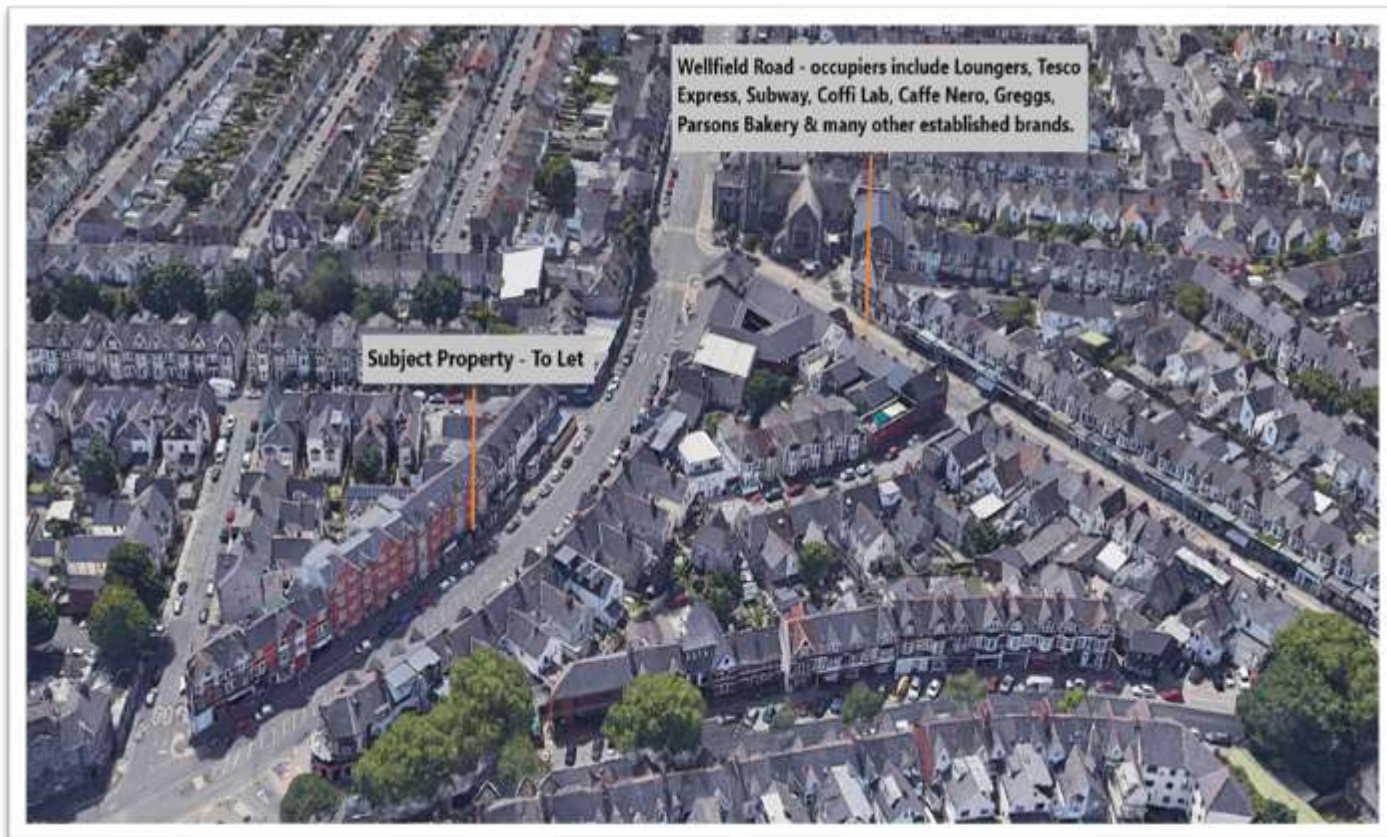 Wellfield Road - occupiers include Loungers, Tesco
Express, Subway, Coffi Lab, Caffe Nero, Greggs,
Parsons Bakery & many other established brands.
Subject Property - To Let